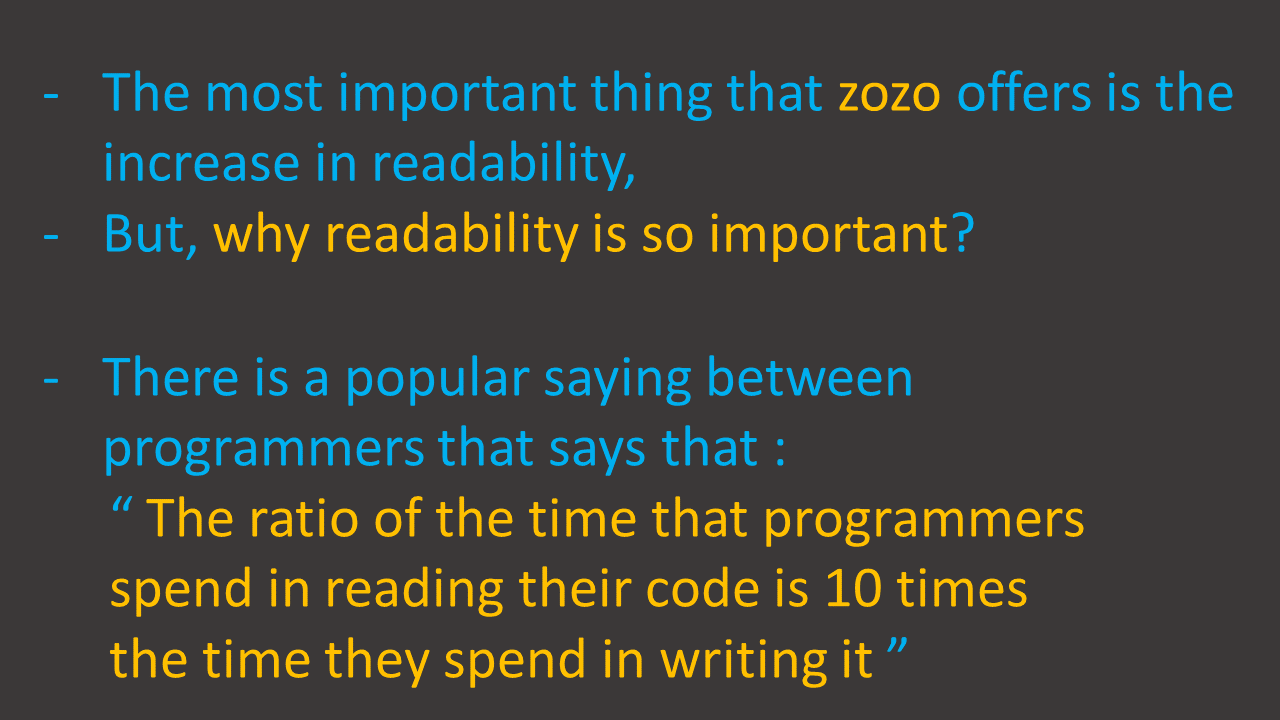 - The most important thing that zozo offers is the
increase in readability,
- But, why readability is so important?
- There is a popular saying between
programmers that says that :
“ The ratio of the time that programmers
spend in reading their code is 10 times
the time they spend in writing it ”